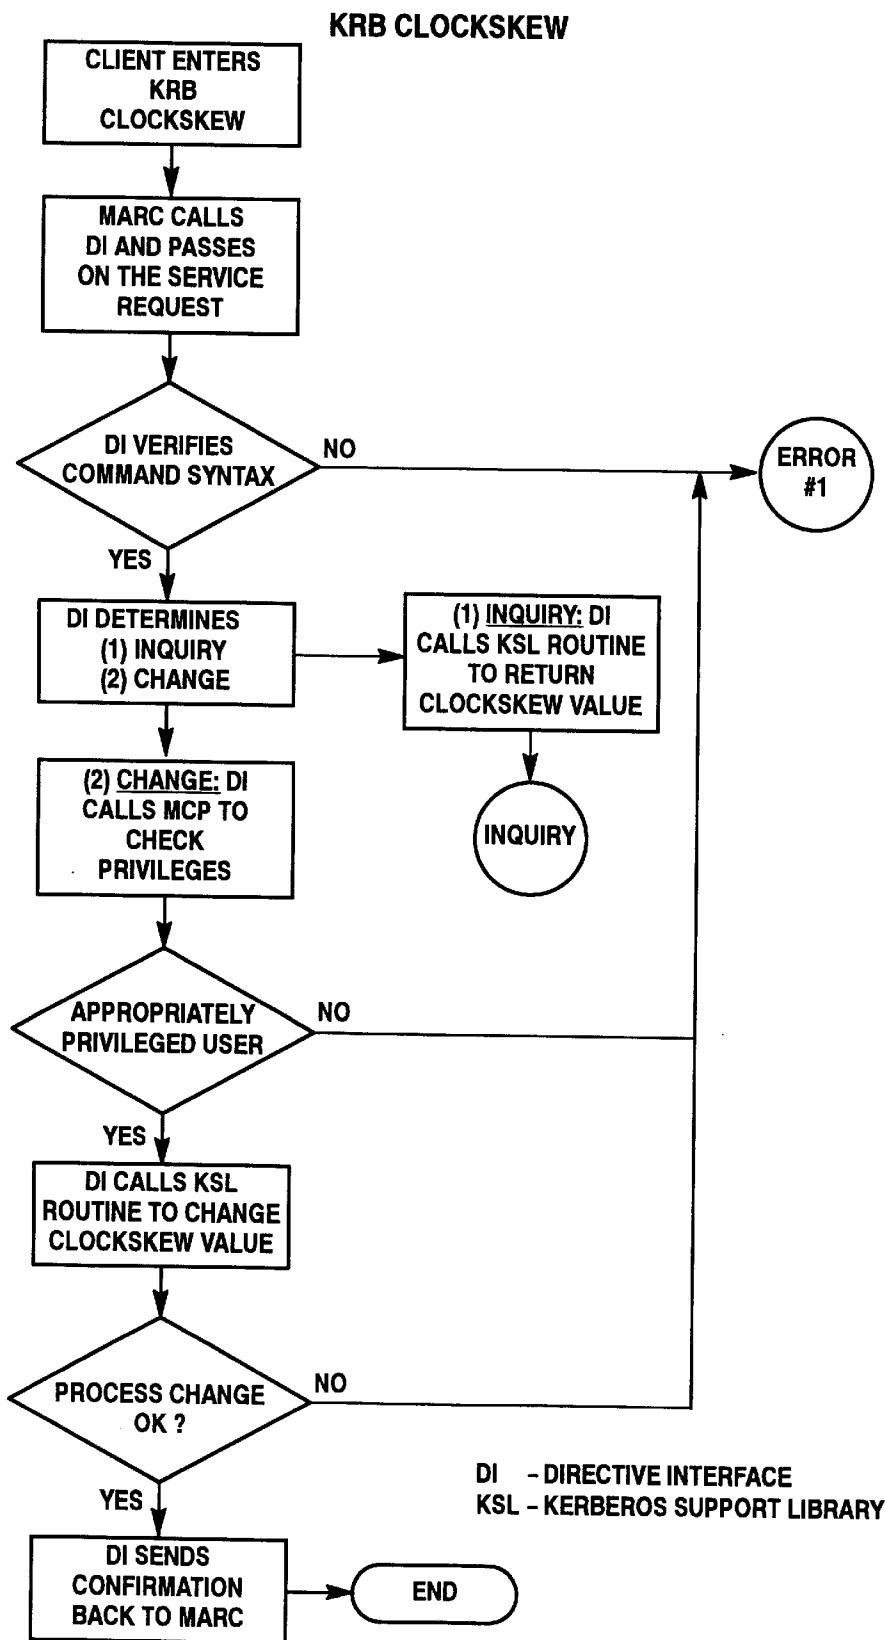 KRB CLOCKSKEW
CLIENT ENTERS
KRB
CLOCKSKEW
MARC CALLS
DI AND PASSES
ON THE SERVICE
REQUEST
DI VERIFIES
COMMAND SYNTAX
NO
ERROR
#1
YES
DI DETERMINES
(1) INQUIRY
(2) CHANGE
(1) INQUIRY: DI
CALLS KSL ROUTINE
TO RETURN
CLOCKSKEW VALUE
INQUIRY
(2) CHANGE: DI
CALLS MCP TO
CHECK
PRIVILEGES
APPROPRIATELY
PRIVILEGED USER
NO
YES
DI CALLS KSL
ROUTINE TO CHANGE
CLOCKSKEW VALUE
PROCESS CHANGE
OK ?
NO
YES
DI – DIRECTIVE INTERFACE
KSL – KERBEROS SUPPORT LIBRARY
DI SENDS
CONFIRMATION
BACK TO MARC
END